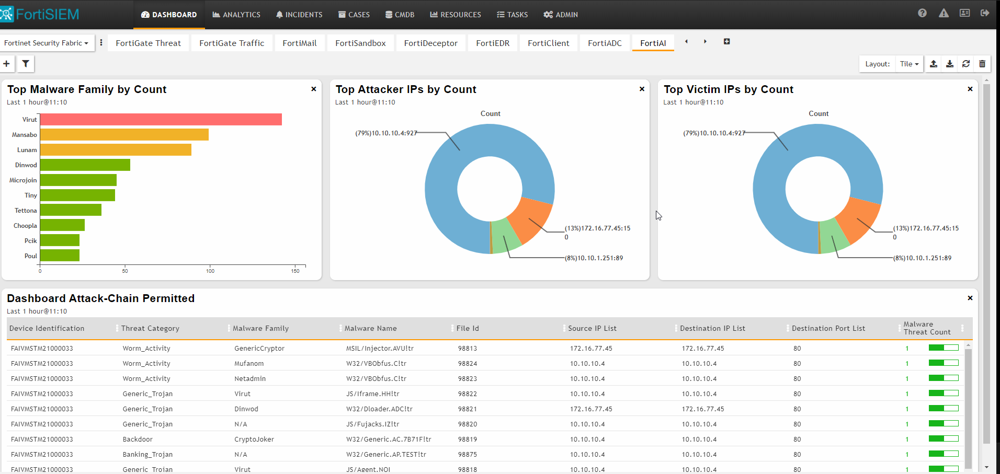 FortiSIEM DASHBOARD ANALYTICS INCIDENTS CASES CMDB RESOURCES TASKS ADMIN
Fortinet Security Fabric FortiGate Threat FortiGate Traffic FortiMail FortiSandbox FortiDeceptor FortiEDR FortiClient FortiADC FortiAI
Layout: Tile
Top Malware Family by Count
Last 1 hour@11:10
Virut
Mansabo
Lunam
Dinwod
Microjoin
Tiny
Tettona
Choopla
Pcik
Poul
0 50 100 150
Top Attacker IPs by Count
Last 1 hour@11:10
Count
(79%)10.10.10.4:927
(13%)172.16.77.45:15
0
(8%)10.10.1.251:89
Top Victim IPs by Count
Last 1 hour@11:10
Count
(79%)10.10.10.4:927
(13%)172.16.77.45:15
0
(8%)10.10.1.251:89
Dashboard Attack-Chain Permitted
Last 1 hour@11:10
Device Identification Threat Category Malware Family Malware Name File Id Source IP List Destination IP List Destination Port List Malware Threat Count
FAIVMSTM21000033 Worm_Activity GenericCryptor MSIL/Injector.AVU!tr 98813 172.16.77.45 172.16.77.45 80 1
FAIVMSTM21000033 Worm_Activity Mufanom W32/VBObfus.C!tr 98824 10.10.10.4 10.10.10.4 80 1
FAIVMSTM21000033 Worm_Activity Netadmin W32/VBObfus.C!tr 98823 10.10.10.4 10.10.10.4 80 1
FAIVMSTM21000033 Generic_Trojan Virut JS/Iframe.HH!tr 98822 10.10.10.4 10.10.10.4 80 1
FAIVMSTM21000033 Generic_Trojan Dinwod W32/Dloader.ADC!tr 98821 172.16.77.45 172.16.77.45 80 1
FAIVMSTM21000033 Generic_Trojan N/A JS/Fujacks.IZ!tr 98820 10.10.10.4 10.10.10.4 80 1
FAIVMSTM21000033 Backdoor CryptoJoker W32/Generic.AC.7B71F!tr 98819 10.10.10.4 10.10.10.4 80 1
FAIVMSTM21000033 Banking_Trojan N/A W32/Generic.AP.TEST!tr 98875 10.10.10.4 10.10.10.4 80 1
FAIVMSTM21000033 Generic_Trojan Virut JS/Agent.NOI 98818 10.10.10.4 10.10.10.4 80 1